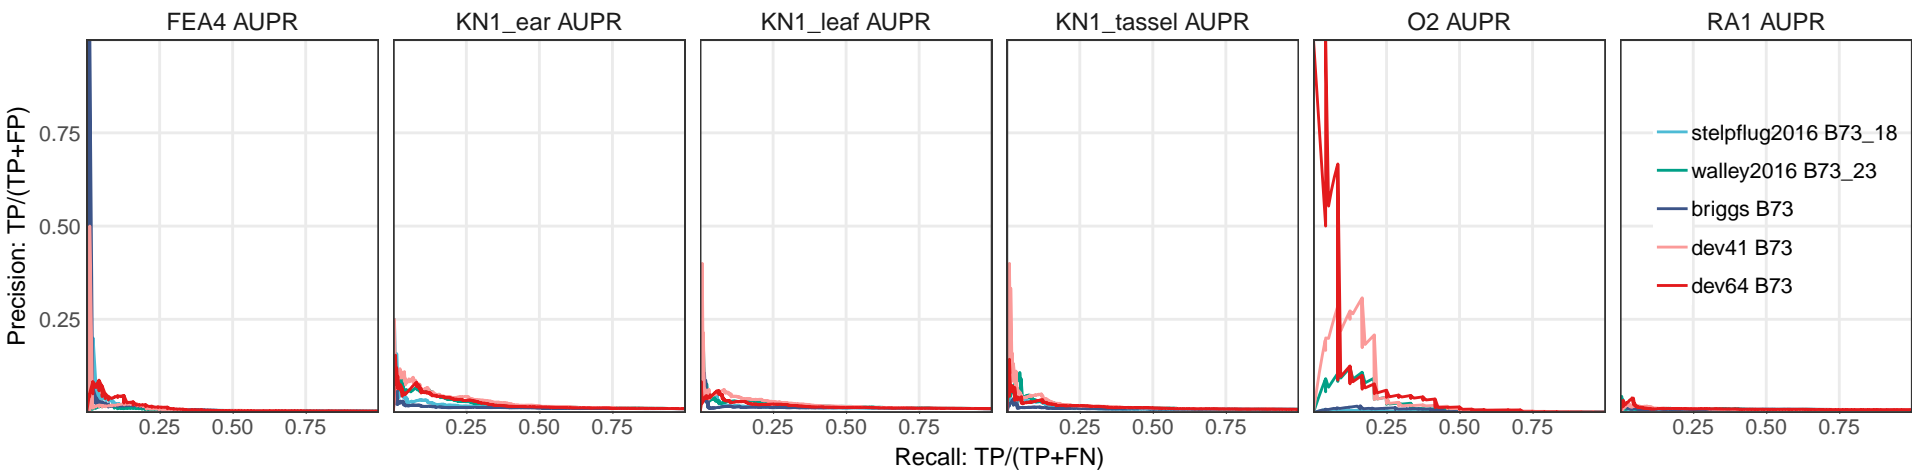 FEA4 AUPR
KN1_ear AUPR
KN1_leaf AUPR
KN1_tassel AUPR
O2 AUPR
RA1 AUPR
Precision: TP/(TP+FP)
0.75
0.50
0.25
stelpflug2016 B73_18
walley2016 B73_23
briggs B73
dev41 B73
dev64 B73
0.25 0.50 0.75
0.25 0.50 0.75
0.25 0.50 0.75
0.25 0.50 0.75
0.25 0.50 0.75
0.25 0.50 0.75
Recall: TP/(TP+FN)